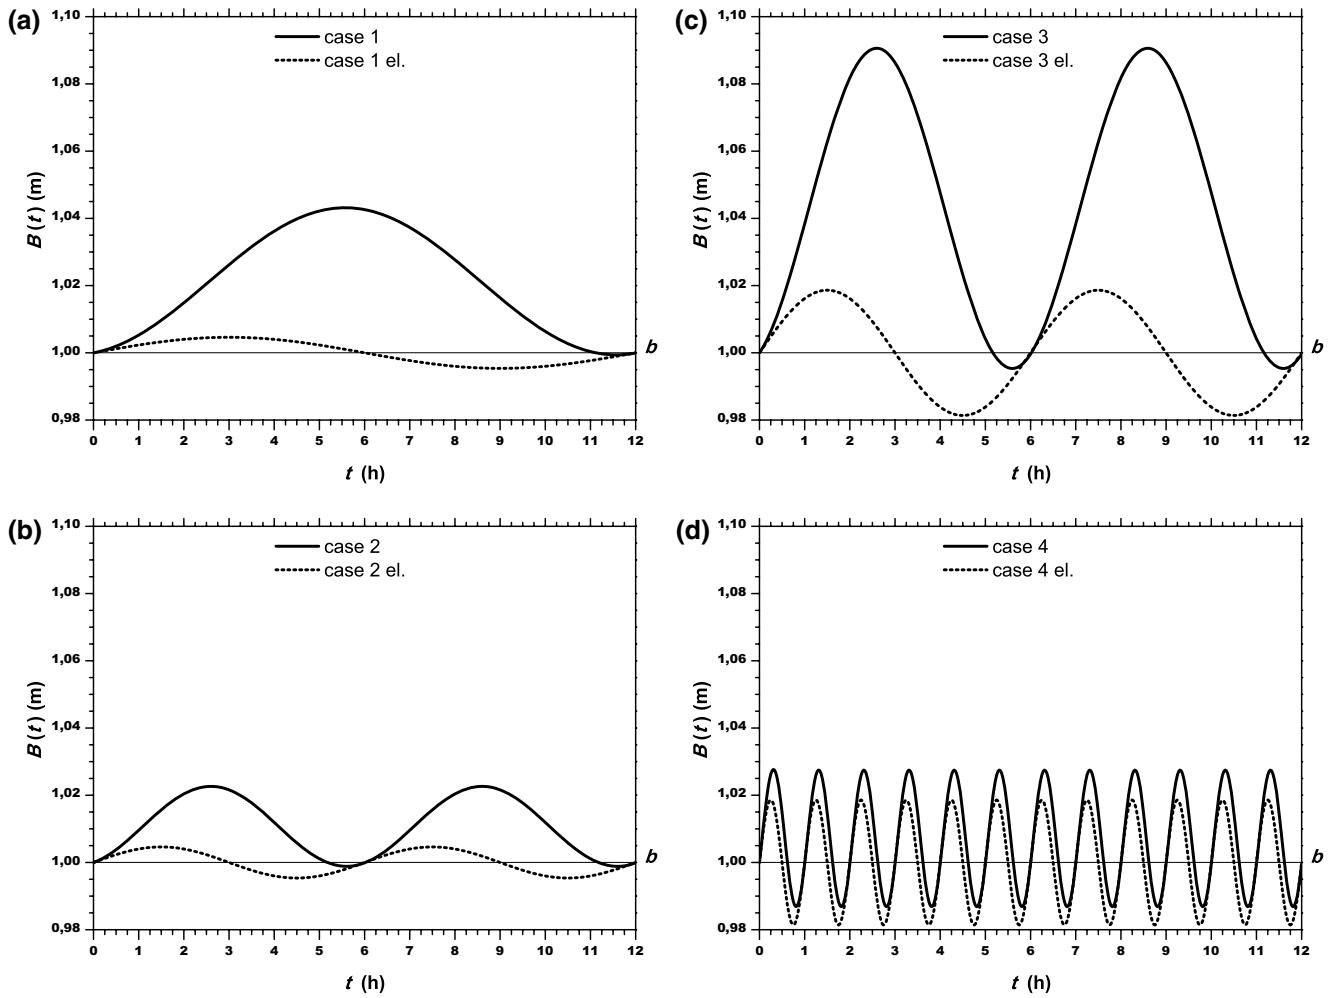 (a)
case 1
case 1 el.
1,10
1,08
1,06
1,04
1,02
1,00
0,98
B(t) (m)
b
0 1 2 3 4 5 6 7 8 9 10 11 12
t (h)
(c)
case 3
case 3 el.
1,10
1,08
1,06
1,04
1,02
1,00
0,98
B(t) (m)
b
0 1 2 3 4 5 6 7 8 9 10 11 12
t (h)
(b)
case 2
case 2 el.
1,10
1,08
1,06
1,04
1,02
1,00
0,98
B(t) (m)
b
0 1 2 3 4 5 6 7 8 9 10 11 12
t (h)
(d)
case 4
case 4 el.
1,10
1,08
1,06
1,04
1,02
1,00
0,98
B(t) (m)
b
0 1 2 3 4 5 6 7 8 9 10 11 12
t (h)